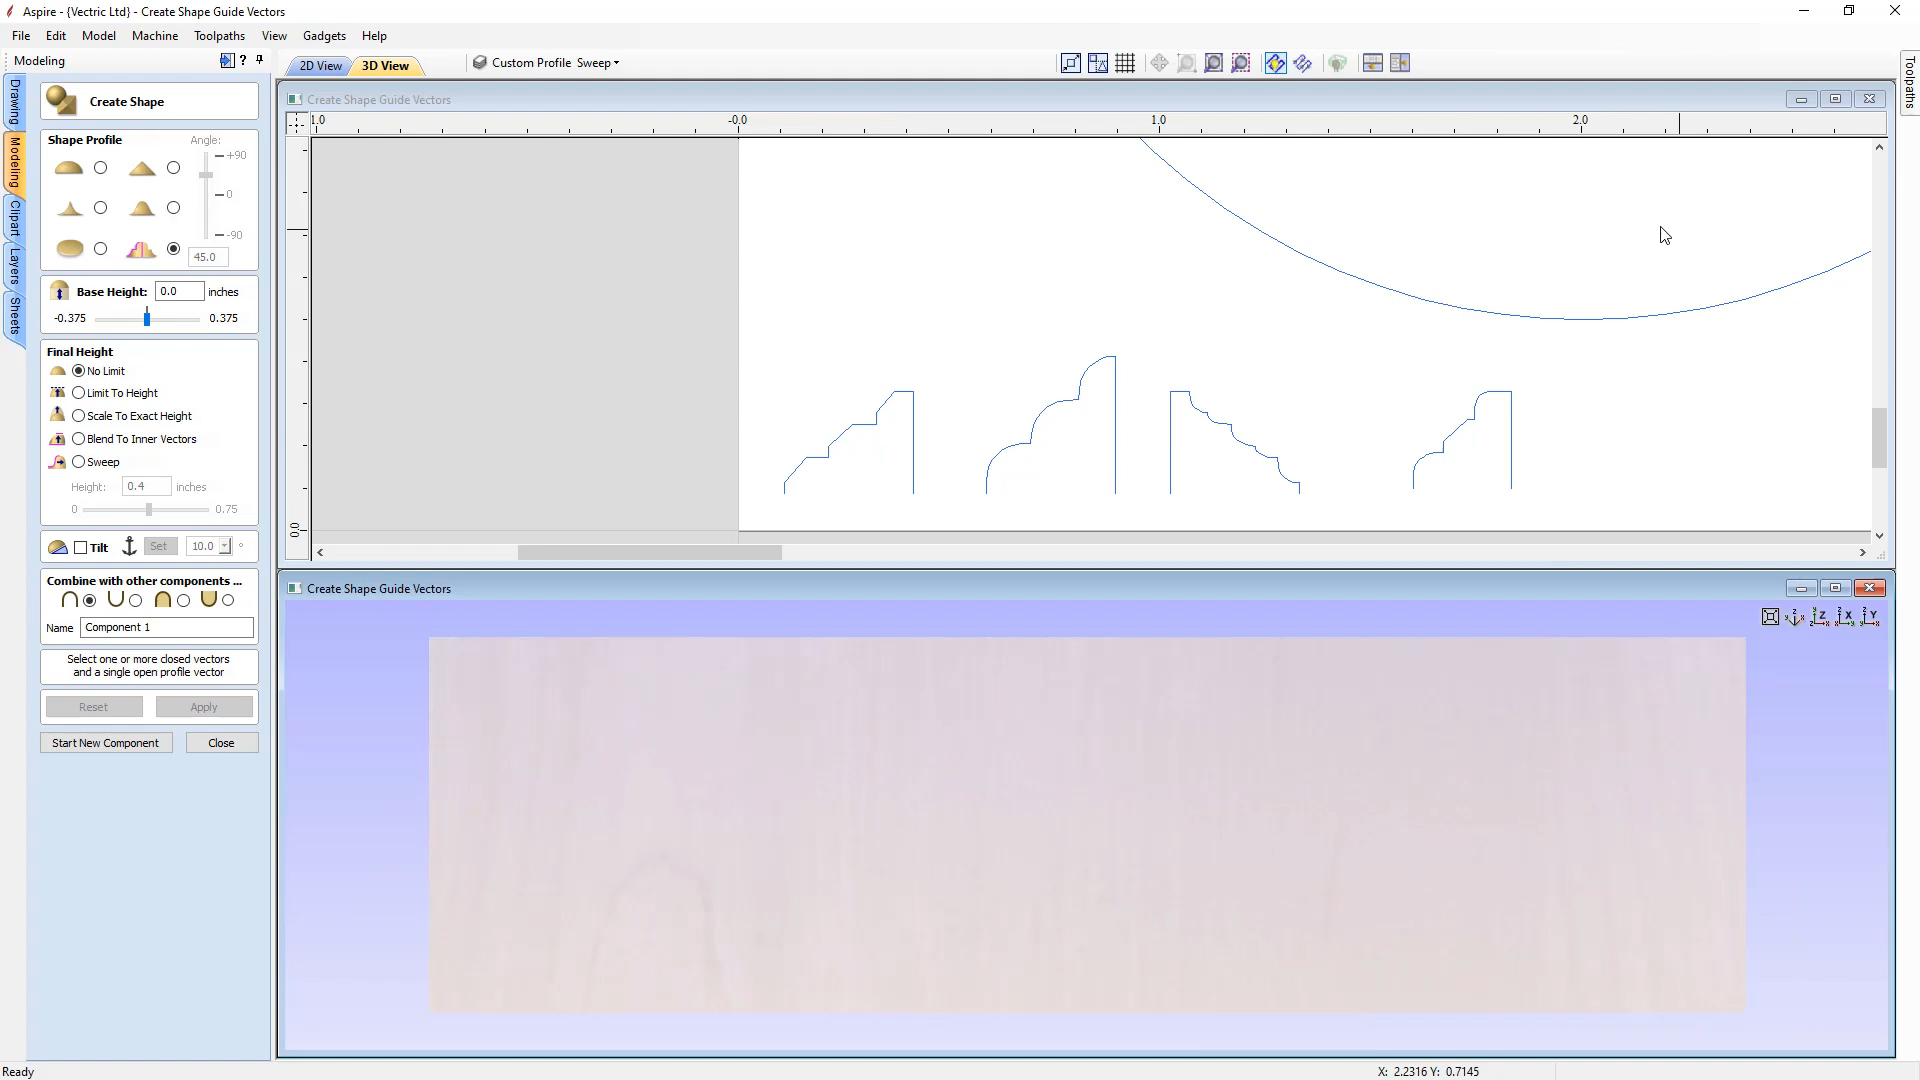 Aspire - {Vectric Ltd} - Create Shape Guide Vectors
File Edit Model Machine Toolpaths View Gadgets Help
Modeling
2D View 3D View Custom Profile Sweep
Drawing
Modeling
Clipart
Layers
Sheets
Toolpaths
Create Shape
Shape Profile Angle:
+90
0
-90
45.0
Base Height: 0.0 inches
-0.375 0.375
Final Height
No Limit
Limit To Height
Scale To Exact Height
Blend To Inner Vectors
Sweep
Height: 0.4 inches
0 0.75
Tilt Set 10.0 °
Combine with other components ...
Name Component 1
Select one or more closed vectors
and a single open profile vector
Reset Apply
Start New Component Close
Create Shape Guide Vectors
1.0 -0.0 1.0 2.0
0.0
Create Shape Guide Vectors
Ready X: 2.2316 Y: 0.7145